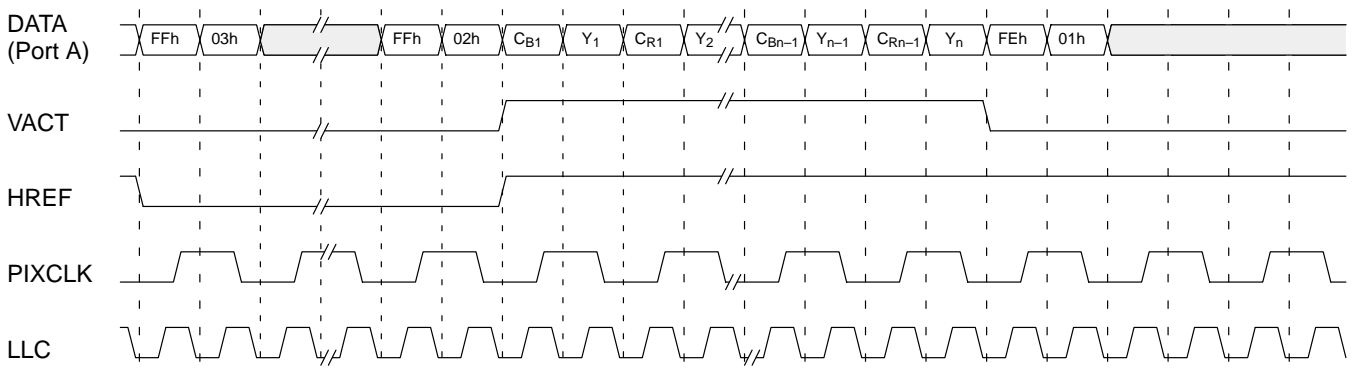 DATA
(Port A)
FFh 03h FFh 02h CB1 Y1 CR1 Y2 CBn–1 Yn–1 CRn–1 Yn FEh 01h
VACT
HREF
PIXCLK
LLC